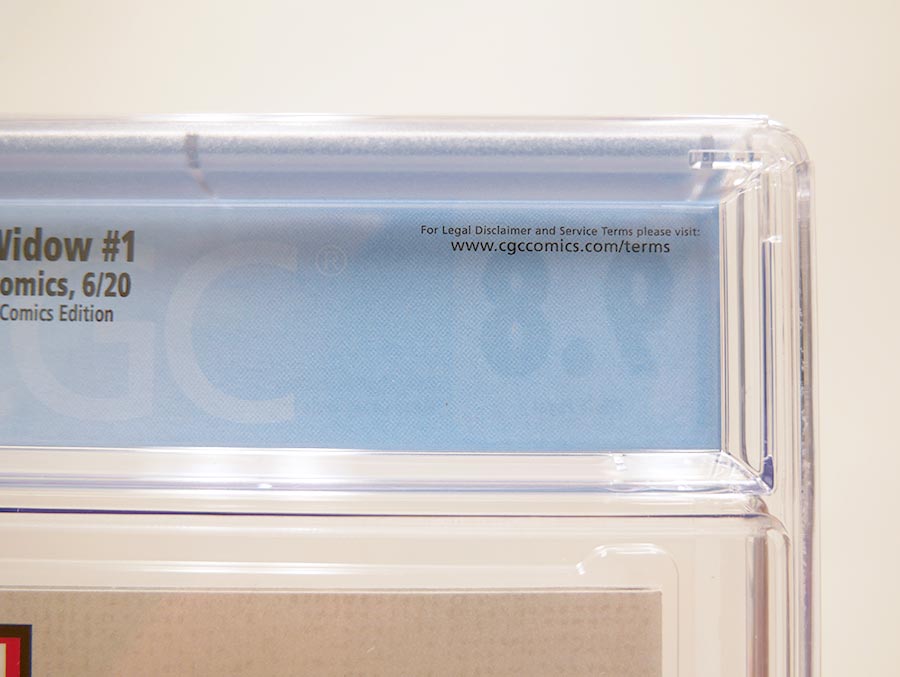 Widow #1
omics, 6/20
Comics Edition
For Legal Disclaimer and Service Terms please visit:
www.cgccomics.com/terms
CGC®